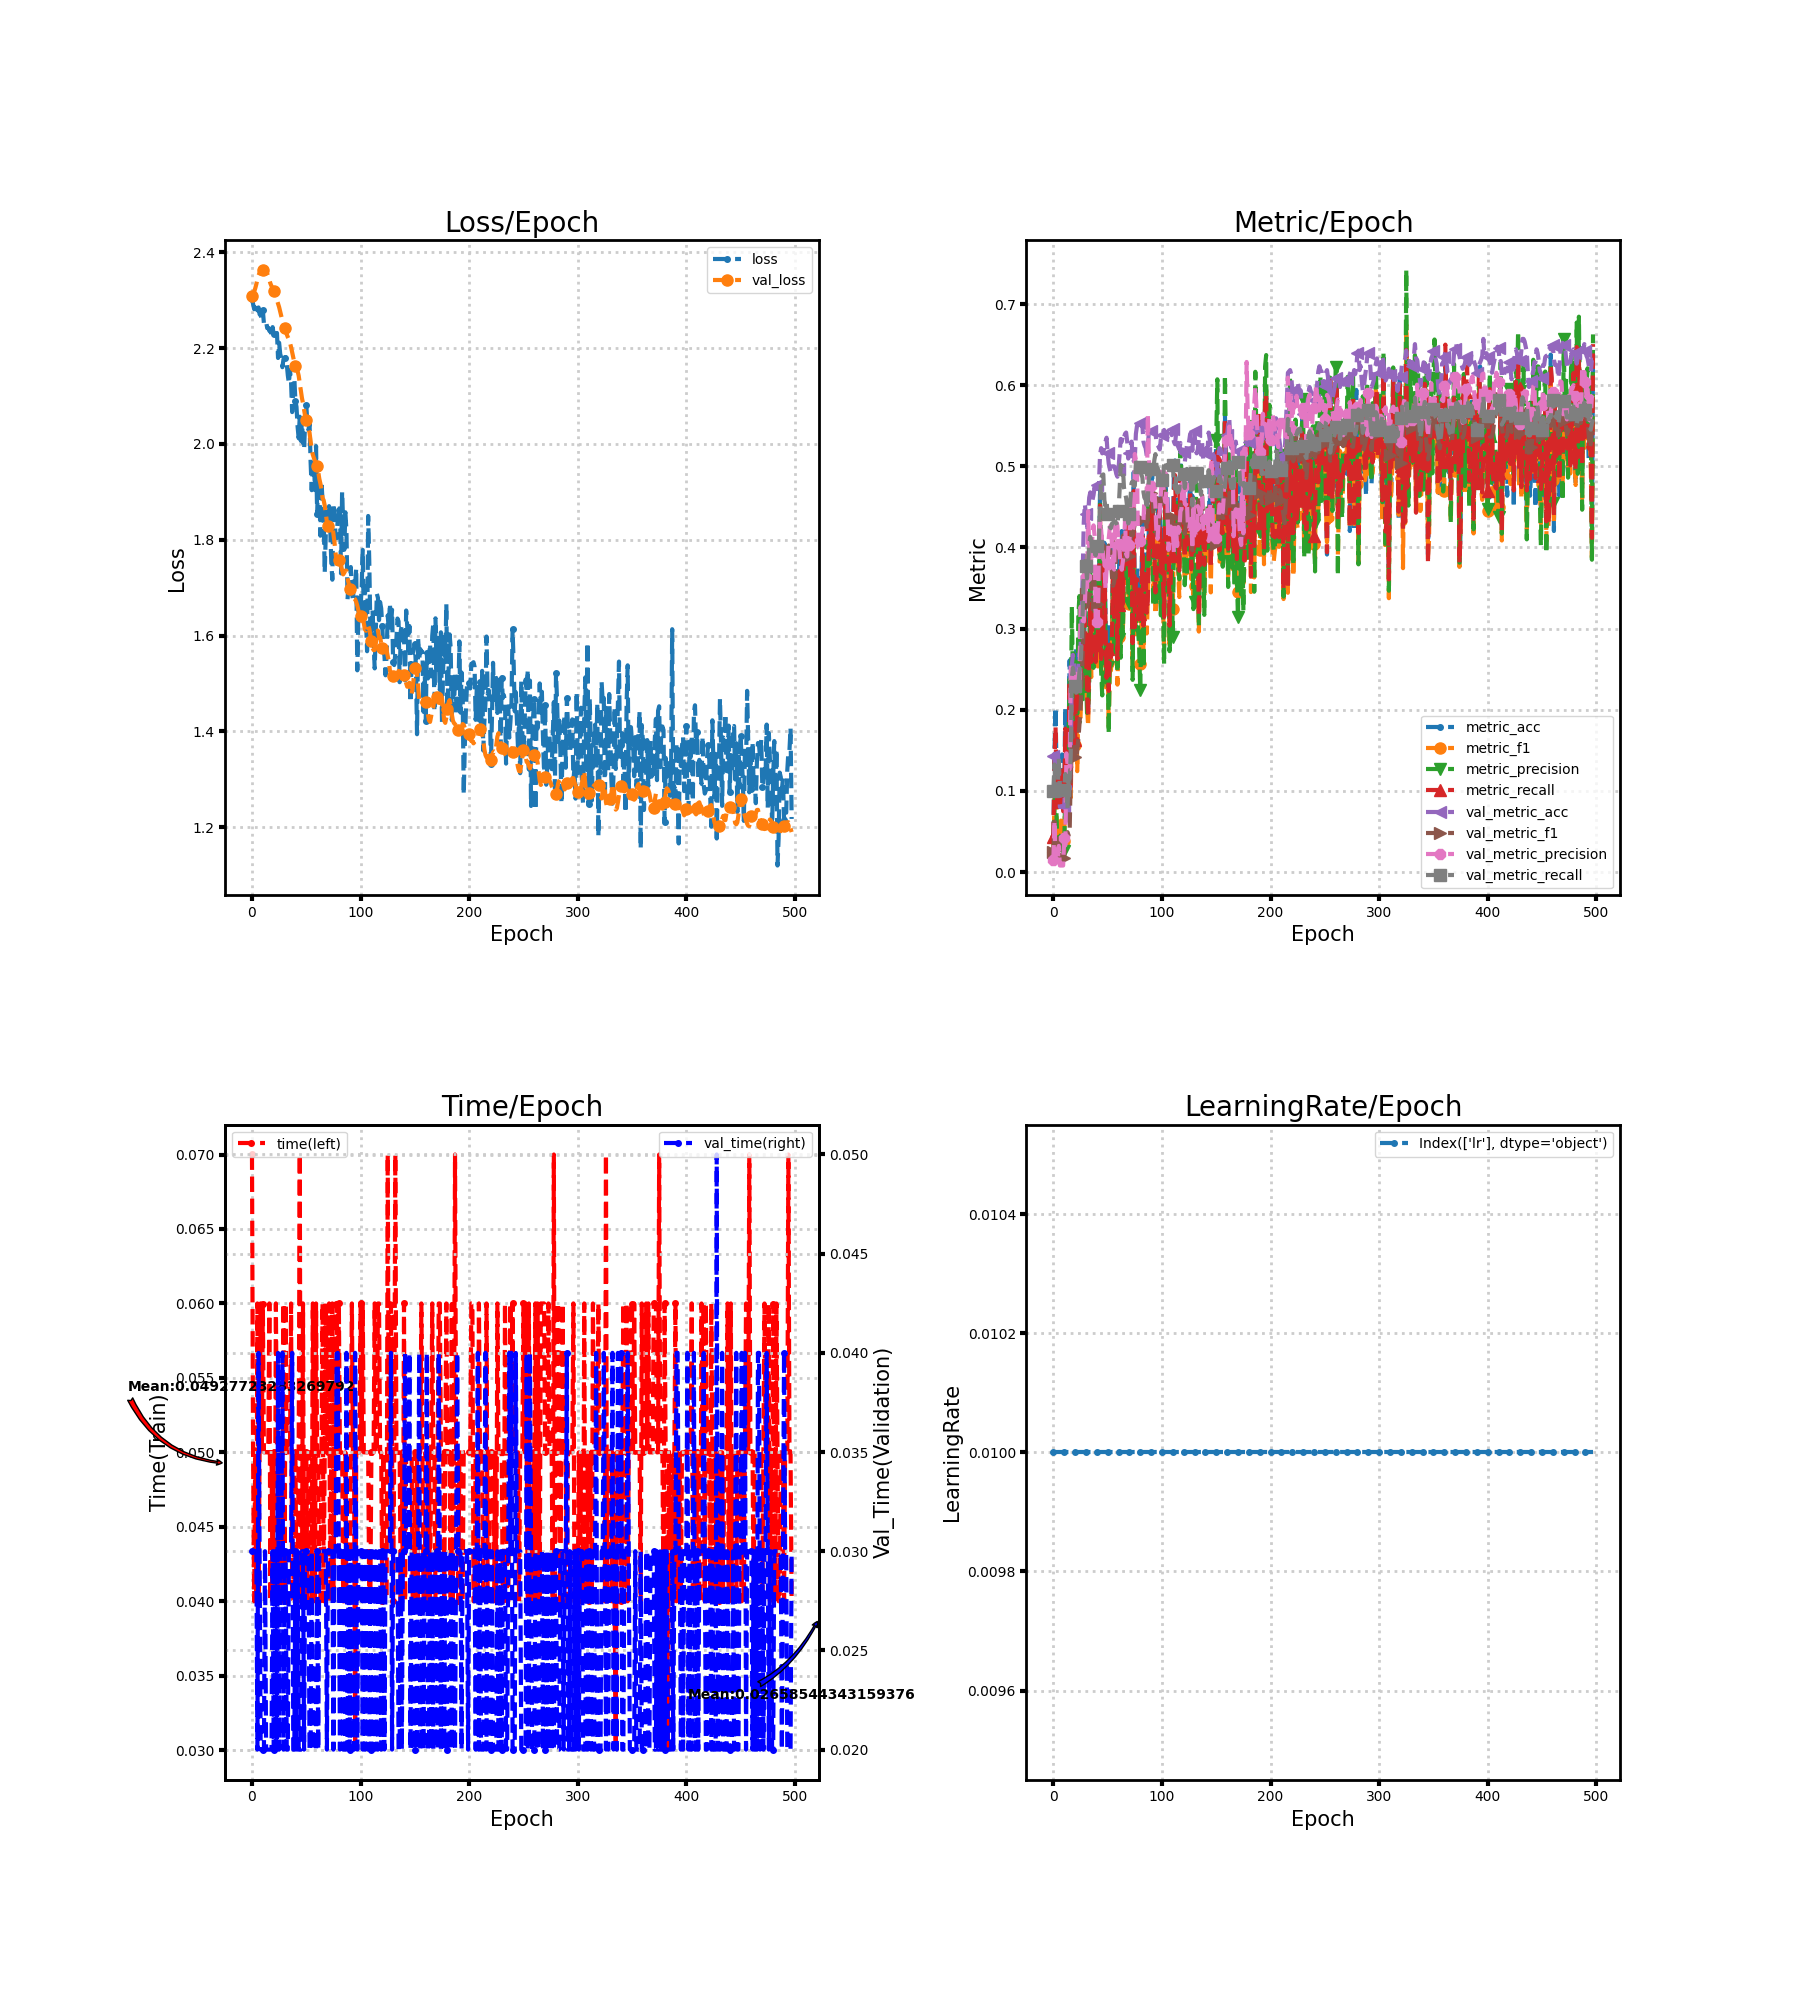 Loss/Epoch
2.4
2.2
2.0
1.8
1.6
1.4
1.2
Loss
loss
val_loss
0 100 200 300 400 500
Epoch
Metric/Epoch
0.7
0.6
0.5
0.4
0.3
0.2
0.1
0.0
Metric
metric_acc
metric_f1
metric_precision
metric_recall
val_metric_acc
val_metric_f1
val_metric_precision
val_metric_recall
0 100 200 300 400 500
Epoch
Time/Epoch
time(left)
val_time(right)
0.070
0.065
0.060
0.055
0.050
0.045
0.040
0.035
0.030
Time(Train)
0.050
0.045
0.040
0.035
0.030
0.025
0.020
Val_Time(Validation)
0 100 200 300 400 500
Epoch
LearningRate/Epoch
Index(['lr'], dtype='object')
0.0104
0.0102
0.0100
0.0098
0.0096
LearningRate
0 100 200 300 400 500
Epoch